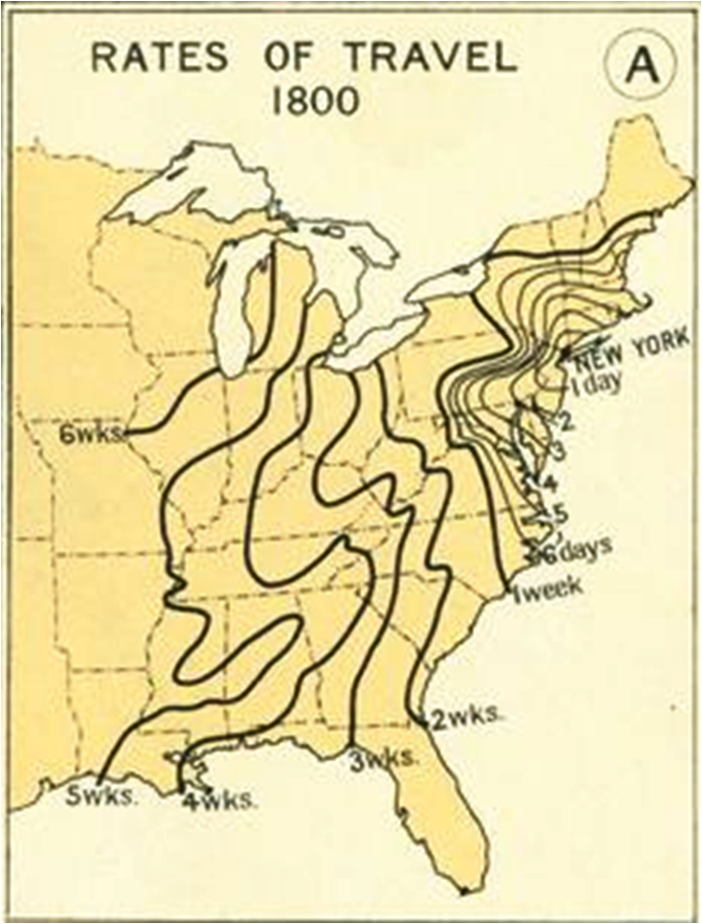 RATES OF TRAVEL
1800
A
NEW YORK
1 day
2
3
4
5
6 days
1 week
2 wks.
3 wks.
4 wks.
5 wks.
6 wks.